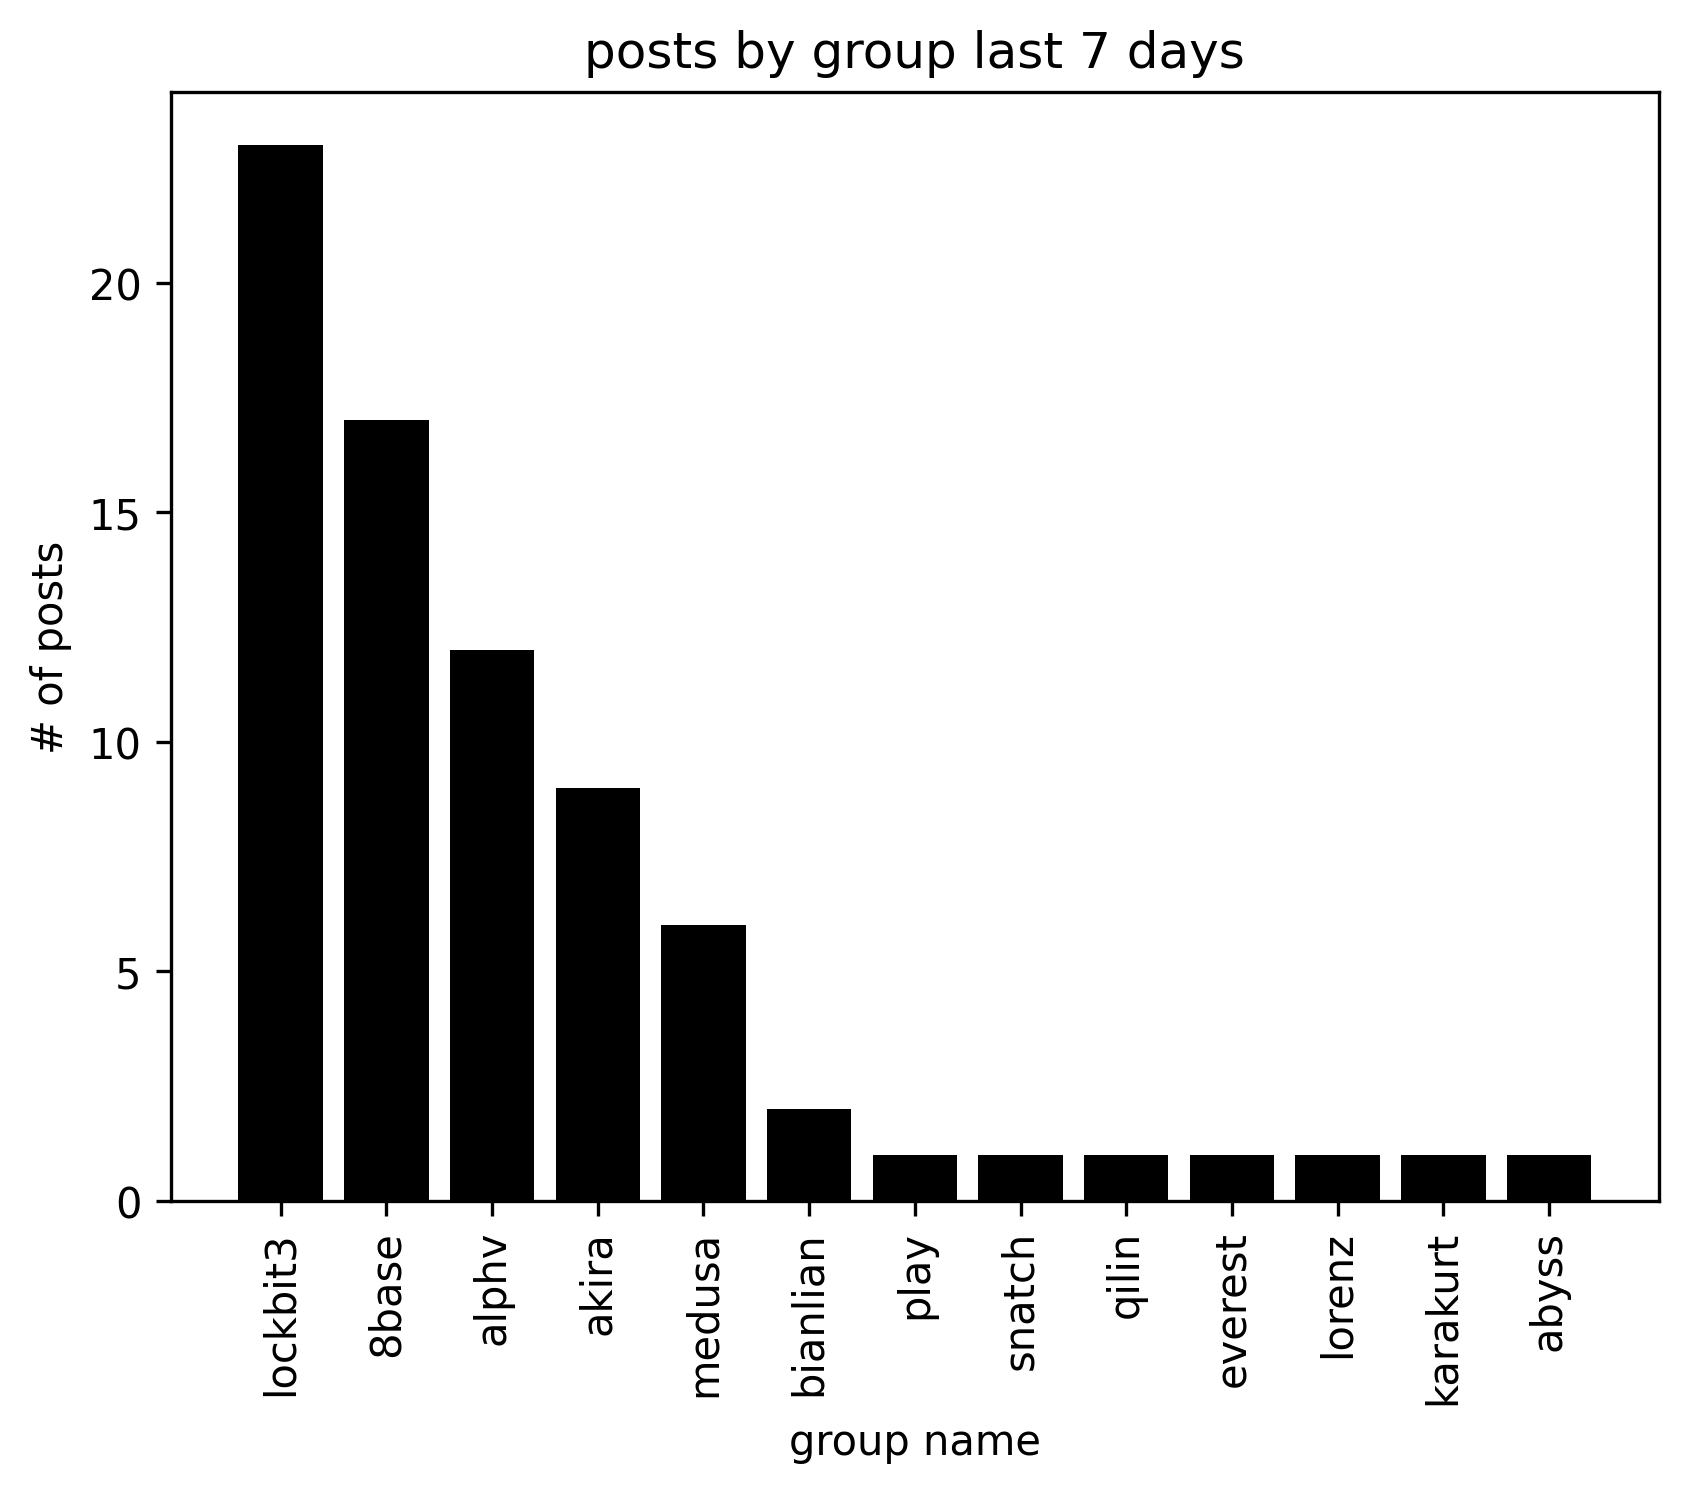 posts by group last 7 days
# of posts
20
15
10
5
0
lockbit3
8base
alphv
akira
medusa
bianlian
play
snatch
qilin
everest
lorenz
karakurt
abyss
group name